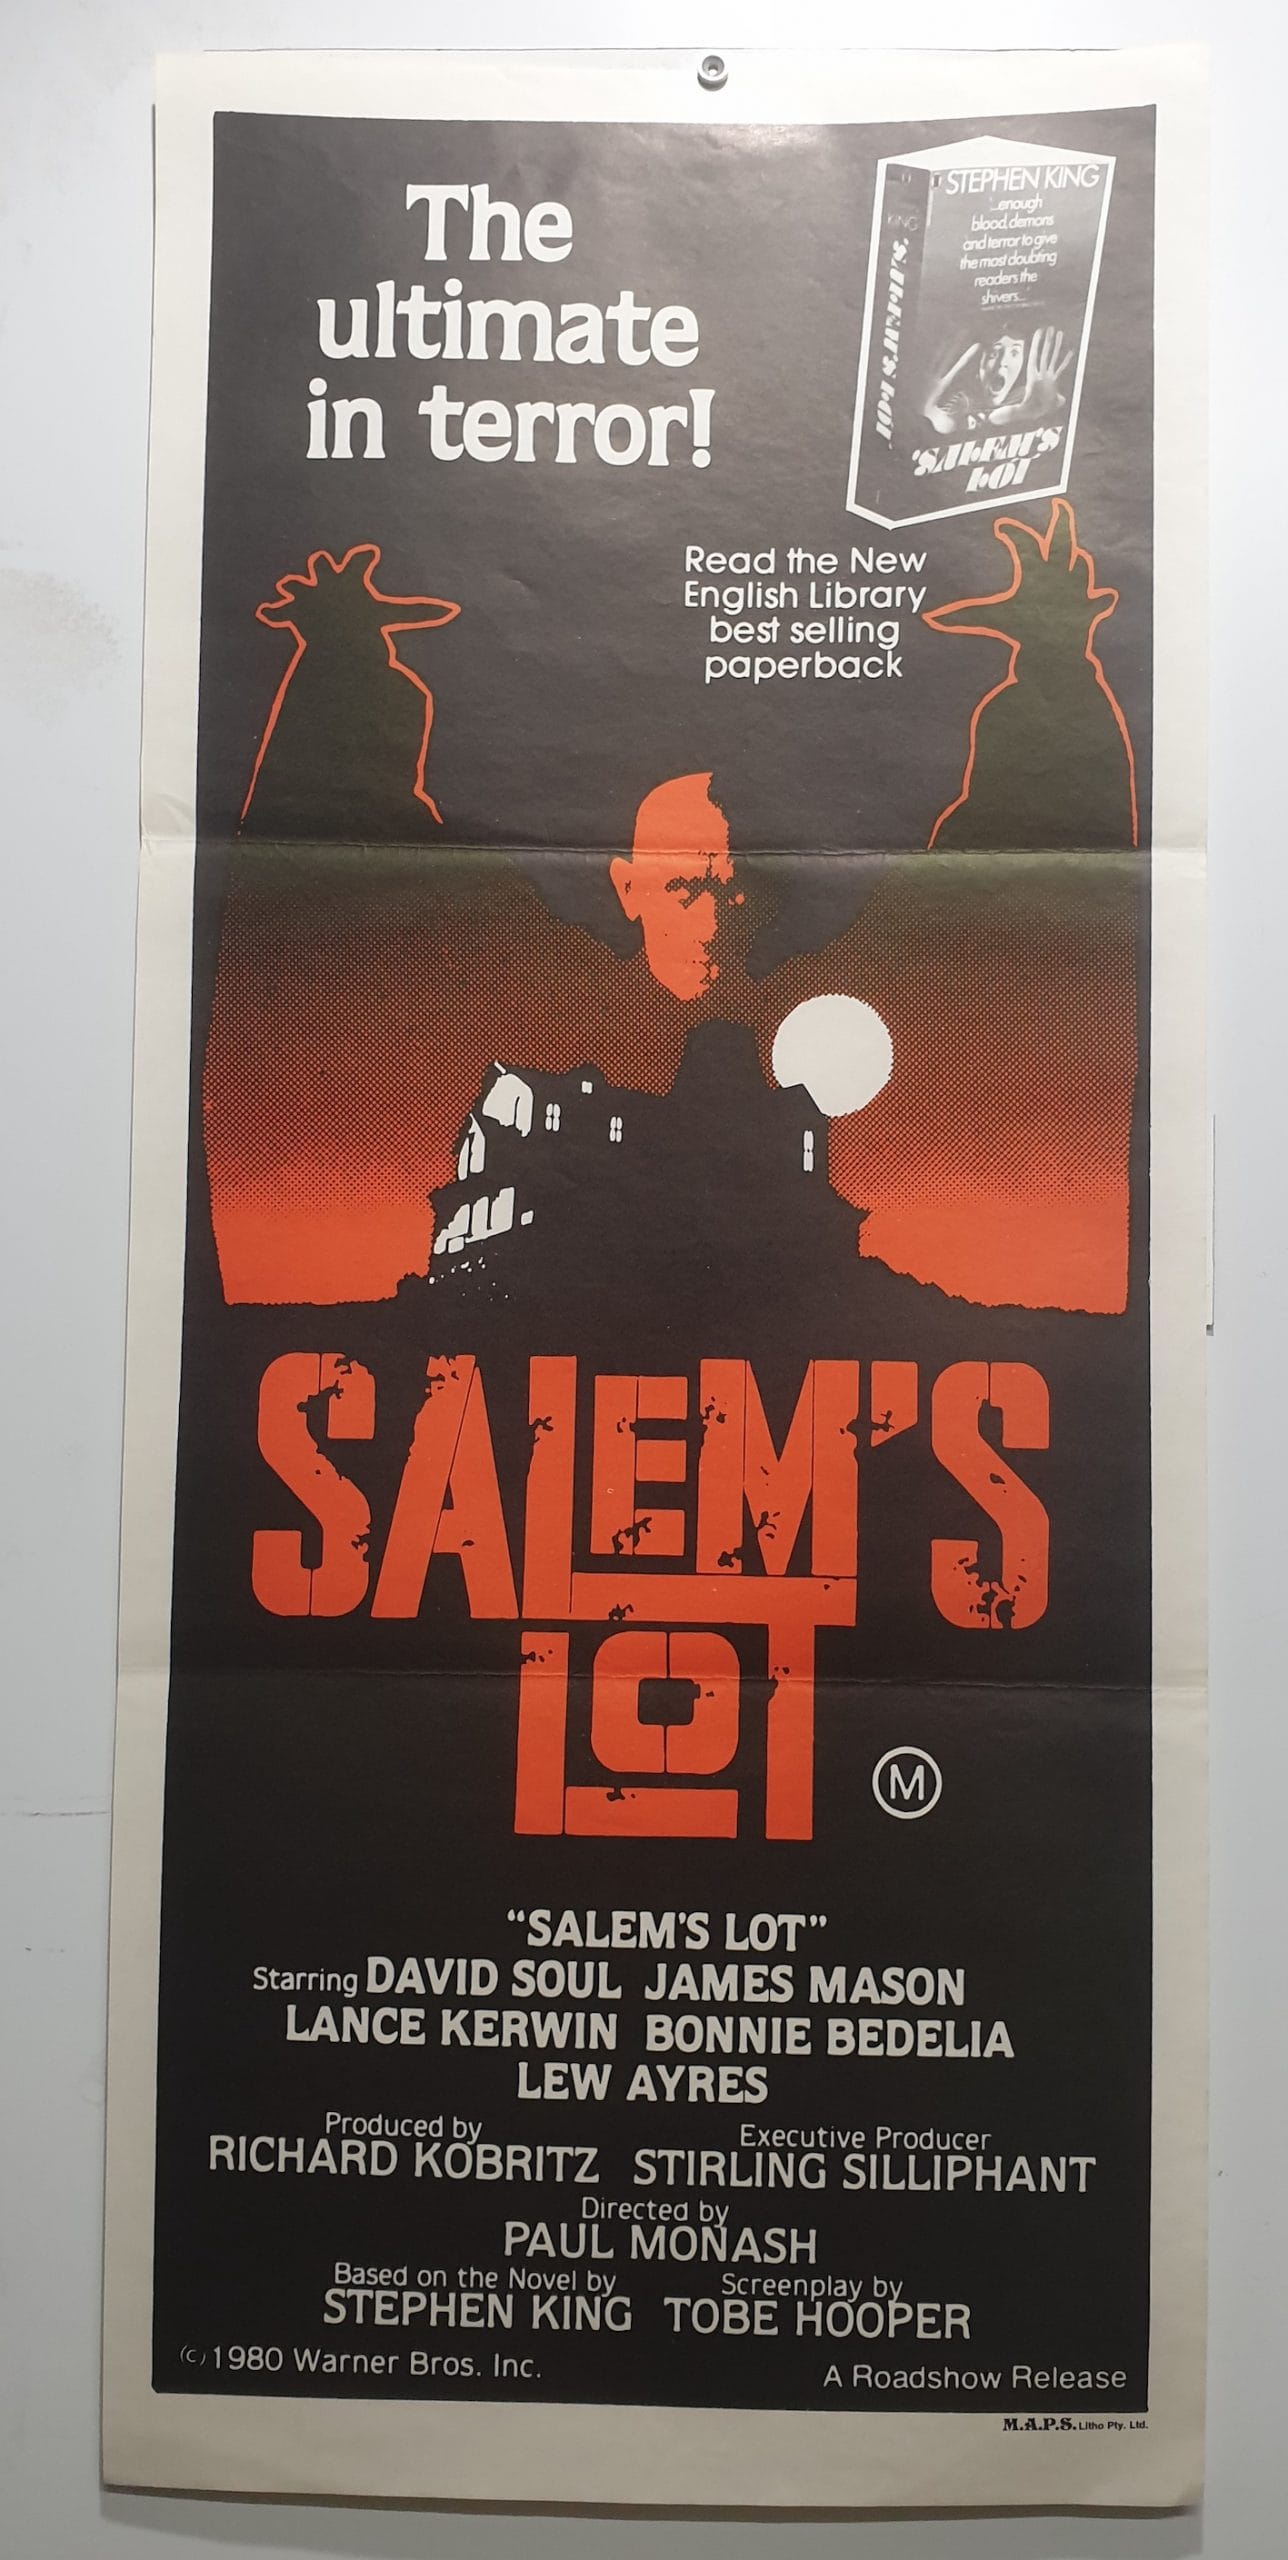 The
ultimate
in terror!
STEPHEN KING
...enough
blood, demons
and terror to give
the most doubting
readers the
shivers...
KING
'SALEM'S LOT
'SALEM'S
LOT
Read the New
English Library
best selling
paperback
SALEM'S
LOT
M
"SALEM'S LOT"
Starring DAVID SOUL JAMES MASON
LANCE KERWIN BONNIE BEDELIA
LEW AYRES
Produced by Executive Producer
RICHARD KOBRITZ STIRLING SILLIPHANT
Directed by
PAUL MONASH
Based on the Novel by Screenplay by
STEPHEN KING TOBE HOOPER
(c) 1980 Warner Bros. Inc. A Roadshow Release
M.A.P.S. Litho Pty. Ltd.